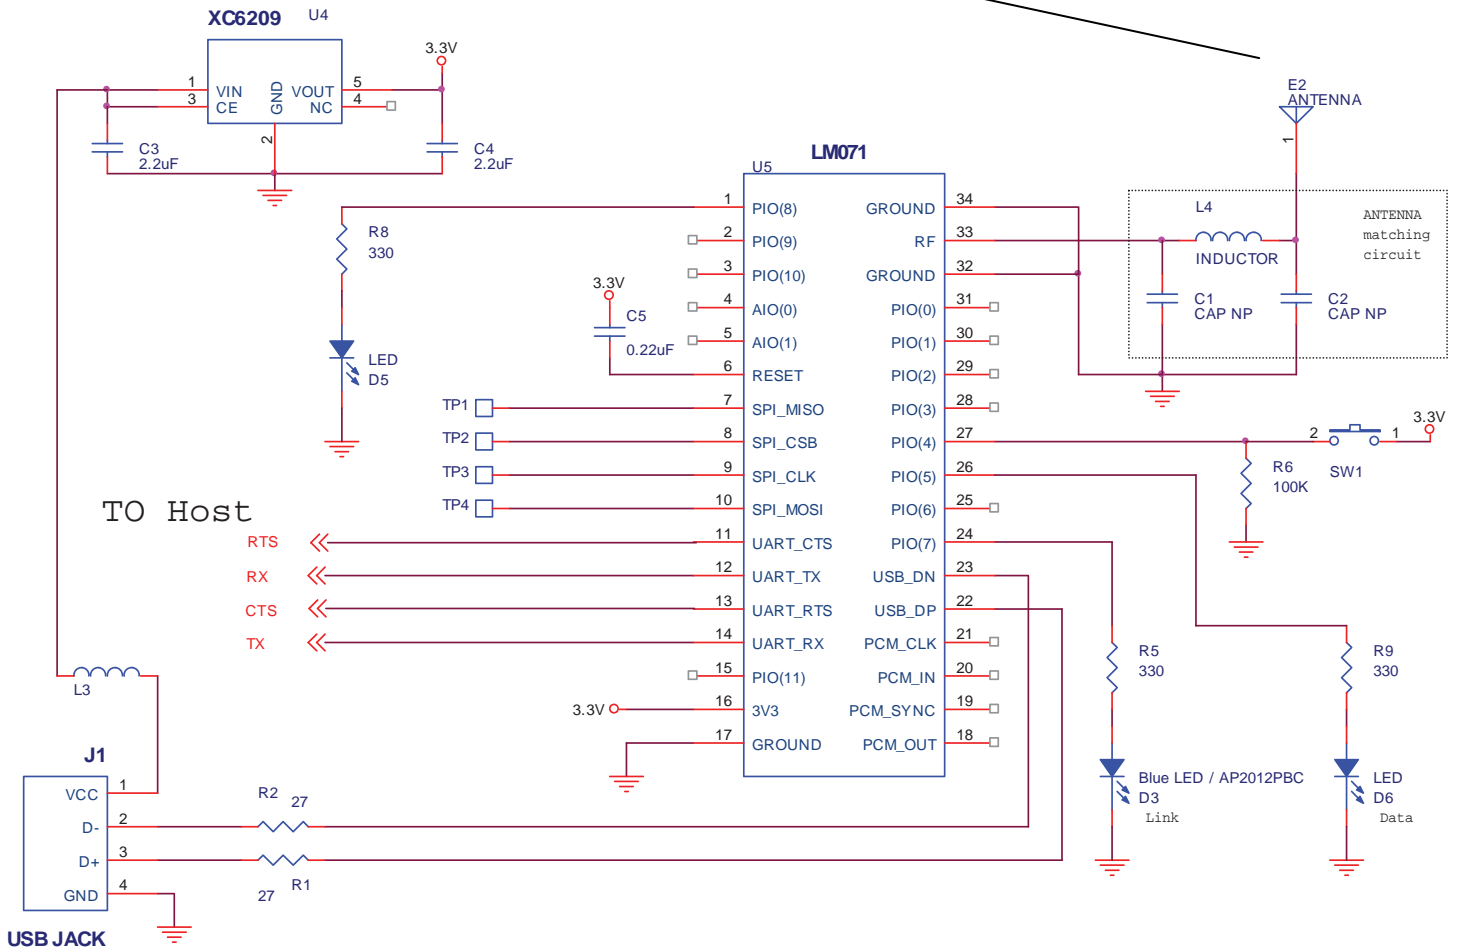 XC6209 U4
3.3V
1 VIN
3 CE
GND
2
VOUT 5
NC 4
C3
2.2uF
C4
2.2uF
E2
ANTENNA
1
LM071
U5
1 PIO(8)
2 PIO(9)
3 PIO(10)
4 AIO(0)
5 AIO(1)
6 RESET
7 SPI_MISO
8 SPI_CSB
9 SPI_CLK
10 SPI_MOSI
11 UART_CTS
12 UART_TX
13 UART_RTS
14 UART_RX
15 PIO(11)
16 3V3
17 GROUND
GROUND 34
RF 33
GROUND 32
PIO(0) 31
PIO(1) 30
PIO(2) 29
PIO(3) 28
PIO(4) 27
PIO(5) 26
PIO(6) 25
PIO(7) 24
USB_DN 23
USB_DP 22
PCM_CLK 21
PCM_IN 20
PCM_SYNC 19
PCM_OUT 18
R8
330
LED
D5
3.3V
C5
0.22uF
TP1
TP2
TP3
TP4
TO Host
RTS
RX
CTS
TX
3.3V
L4
INDUCTOR
ANTENNA
matching
circuit
C1
CAP NP
C2
CAP NP
3.3V
2 1
SW1
R6
100K
R5
330
R9
330
Blue LED / AP2012PBC
D3
Link
LED
D6
Data
L3
J1
VCC 1
D- 2
D+ 3
GND 4
USB JACK
R2 27
27 R1